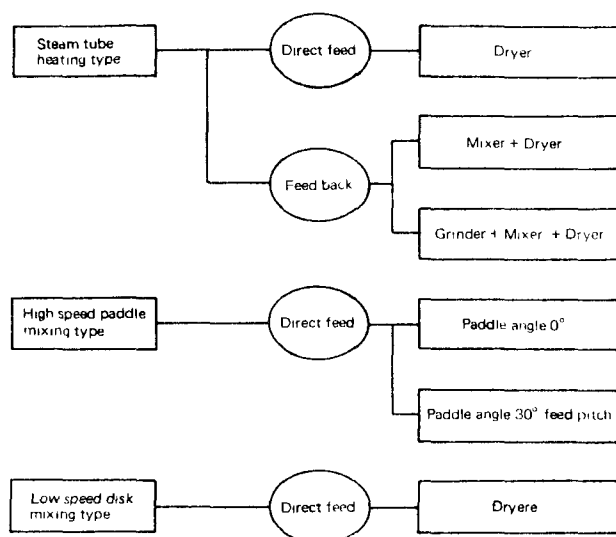 Steam tube
heating type
Direct feed
Dryer
Mixer + Dryer
Feed back
Grinder + Mixer + Dryer
High speed paddle
mixing type
Direct feed
Paddle angle 0°
Paddle angle 30° feed pitch
Low speed disk
mixing type
Direct feed
Dryere